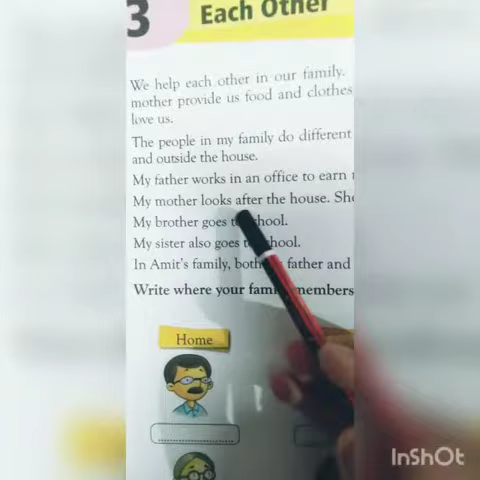 3
Each Other
We help each other in our family.
mother provide us food and clothes
love us.
The people in my family do different
and outside the house.
My father works in an office to earn
My mother looks after the house. She
My brother goes school.
My sister also goes school.
In Amit's family, both father and
Write where your family members
Home
InShOt